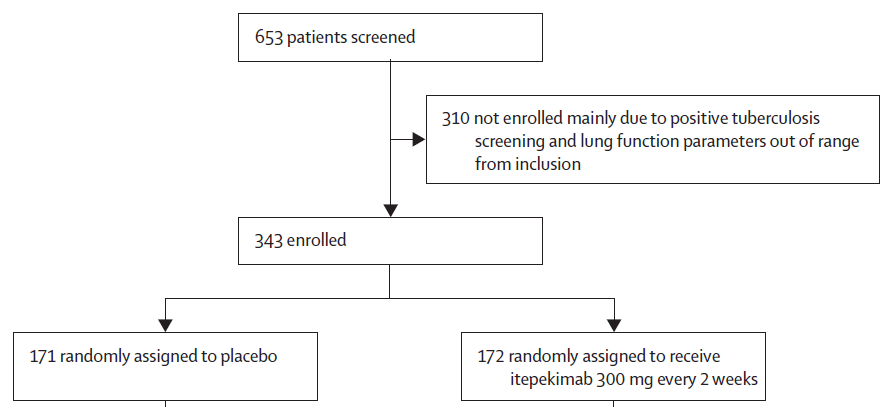 653 patients screened
310 not enrolled mainly due to positive tuberculosis
screening and lung function parameters out of range
from inclusion
343 enrolled
171 randomly assigned to placebo
172 randomly assigned to receive
itepekimab 300 mg every 2 weeks